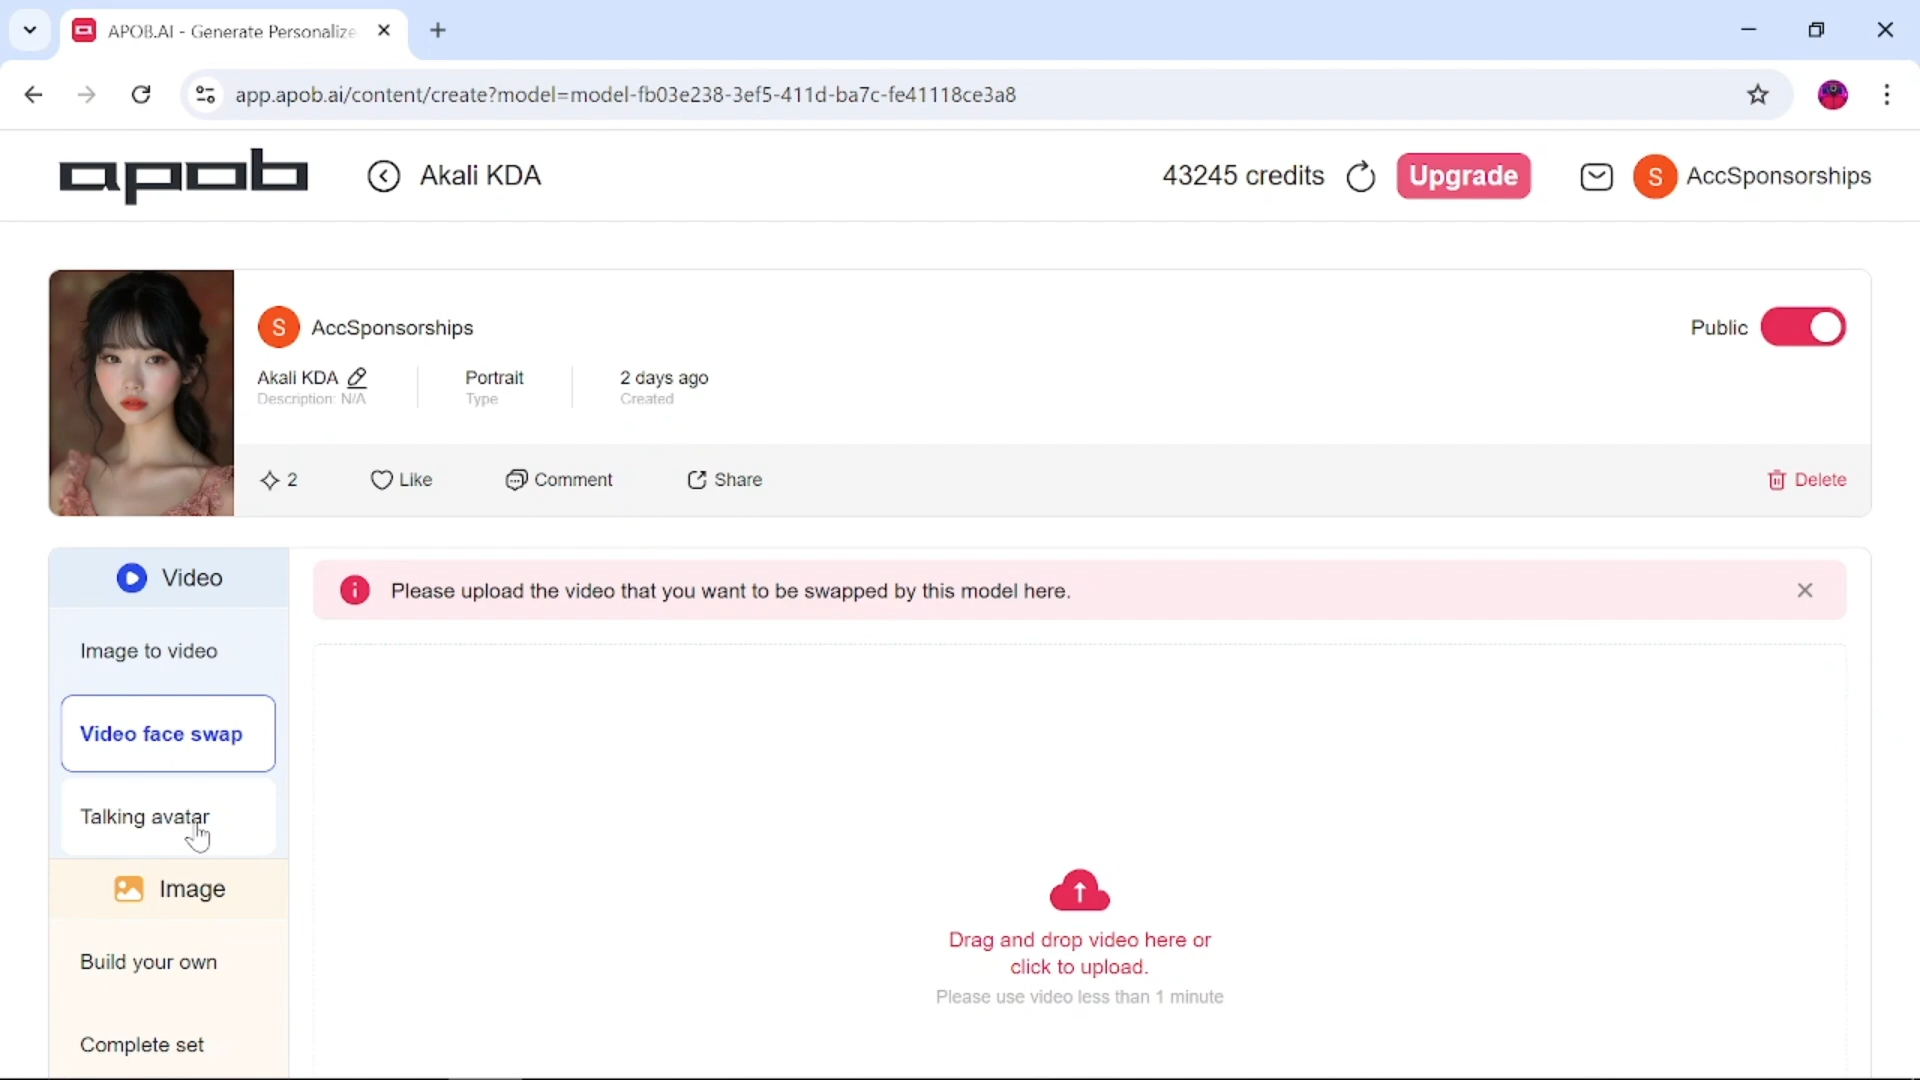 APOB.AI - Generate Personalize
app.apob.ai/content/create?model=model-fb03e238-3ef5-411d-ba7c-fe41118ce3a8
apob
Akali KDA
43245 credits
Upgrade
S
AccSponsorships
S
AccSponsorships
Public
Akali KDA
Portrait
2 days ago
Description: N/A
Type
Created
2
Like
Comment
Share
Delete
Video
Please upload the video that you want to be swapped by this model here.
Image to video
Video face swap
Talking avatar
Image
Build your own
Complete set
Drag and drop video here or
click to upload.
Please use video less than 1 minute